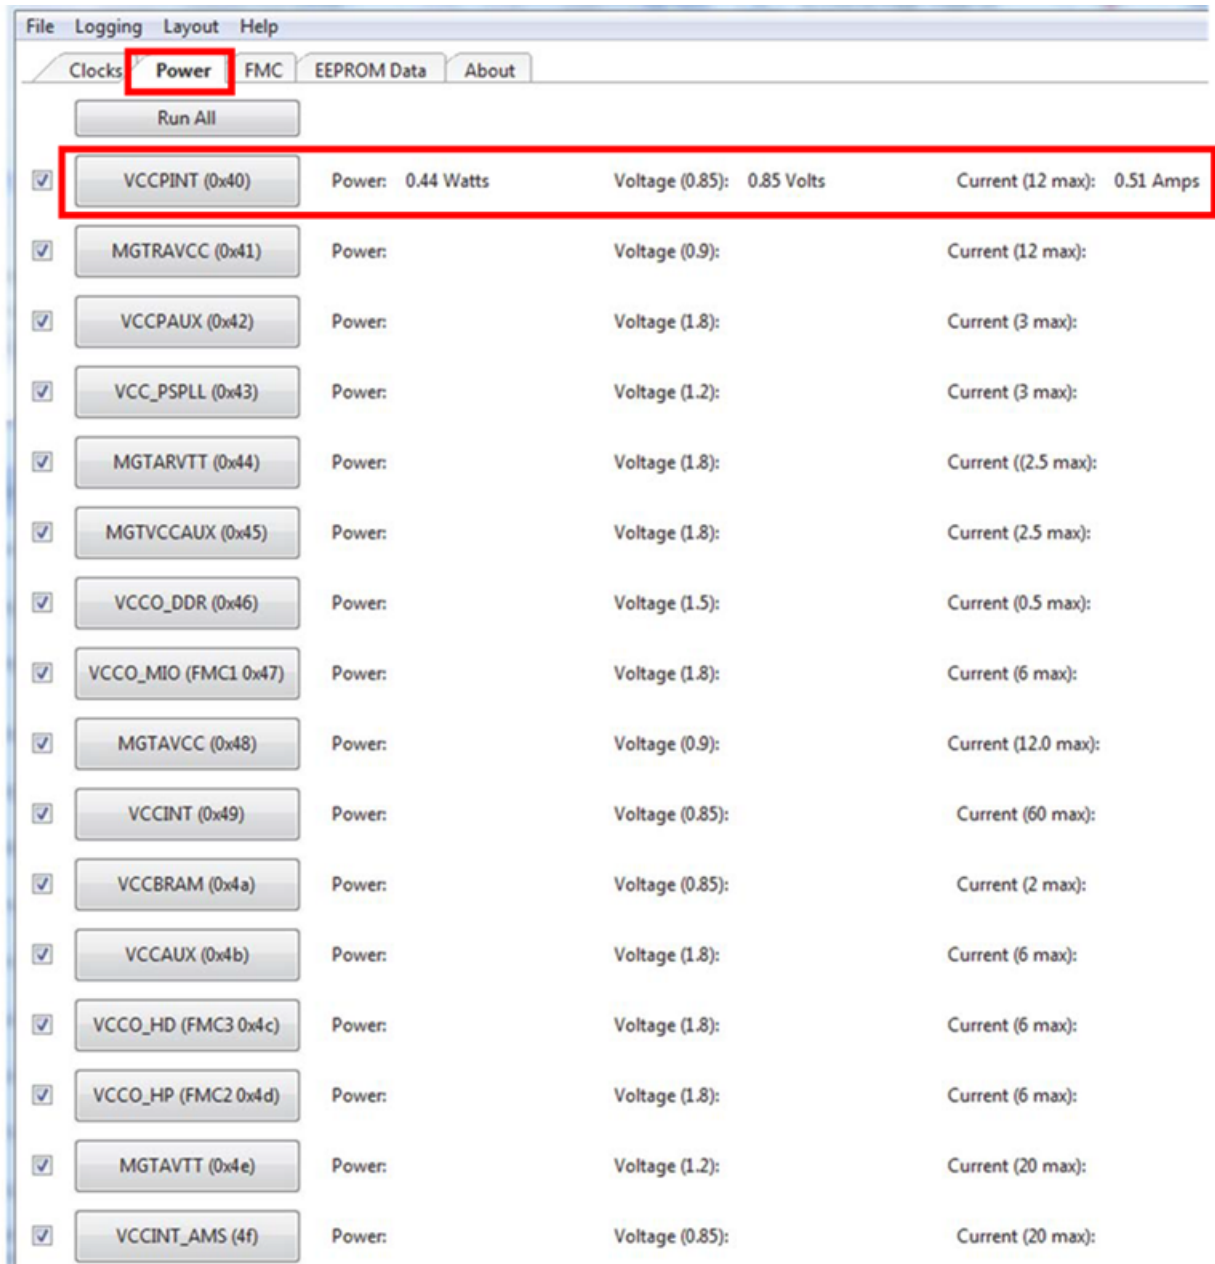 File Logging Layout Help
Clocks Power FMC EEPROM Data About
Run All
VCCPINT (0x40) Power: 0.44 Watts Voltage (0.85): 0.85 Volts Current (12 max): 0.51 Amps
MGTRAVCC (0x41) Power: Voltage (0.9): Current (12 max):
VCCPAUX (0x42) Power: Voltage (1.8): Current (3 max):
VCC_PSPLL (0x43) Power: Voltage (1.2): Current (3 max):
MGTARVTT (0x44) Power: Voltage (1.8): Current ((2.5 max):
MGTVCCAUX (0x45) Power: Voltage (1.8): Current (2.5 max):
VCCO_DDR (0x46) Power: Voltage (1.5): Current (0.5 max):
VCCO_MIO (FMC1 0x47) Power: Voltage (1.8): Current (6 max):
MGTAVCC (0x48) Power: Voltage (0.9): Current (12.0 max):
VCCINT (0x49) Power: Voltage (0.85): Current (60 max):
VCCBRAM (0x4a) Power: Voltage (0.85): Current (2 max):
VCCAUX (0x4b) Power: Voltage (1.8): Current (6 max):
VCCO_HD (FMC3 0x4c) Power: Voltage (1.8): Current (6 max):
VCCO_HP (FMC2 0x4d) Power: Voltage (1.8): Current (6 max):
MGTAVTT (0x4e) Power: Voltage (1.2): Current (20 max):
VCCINT_AMS (4f) Power: Voltage (0.85): Current (20 max):